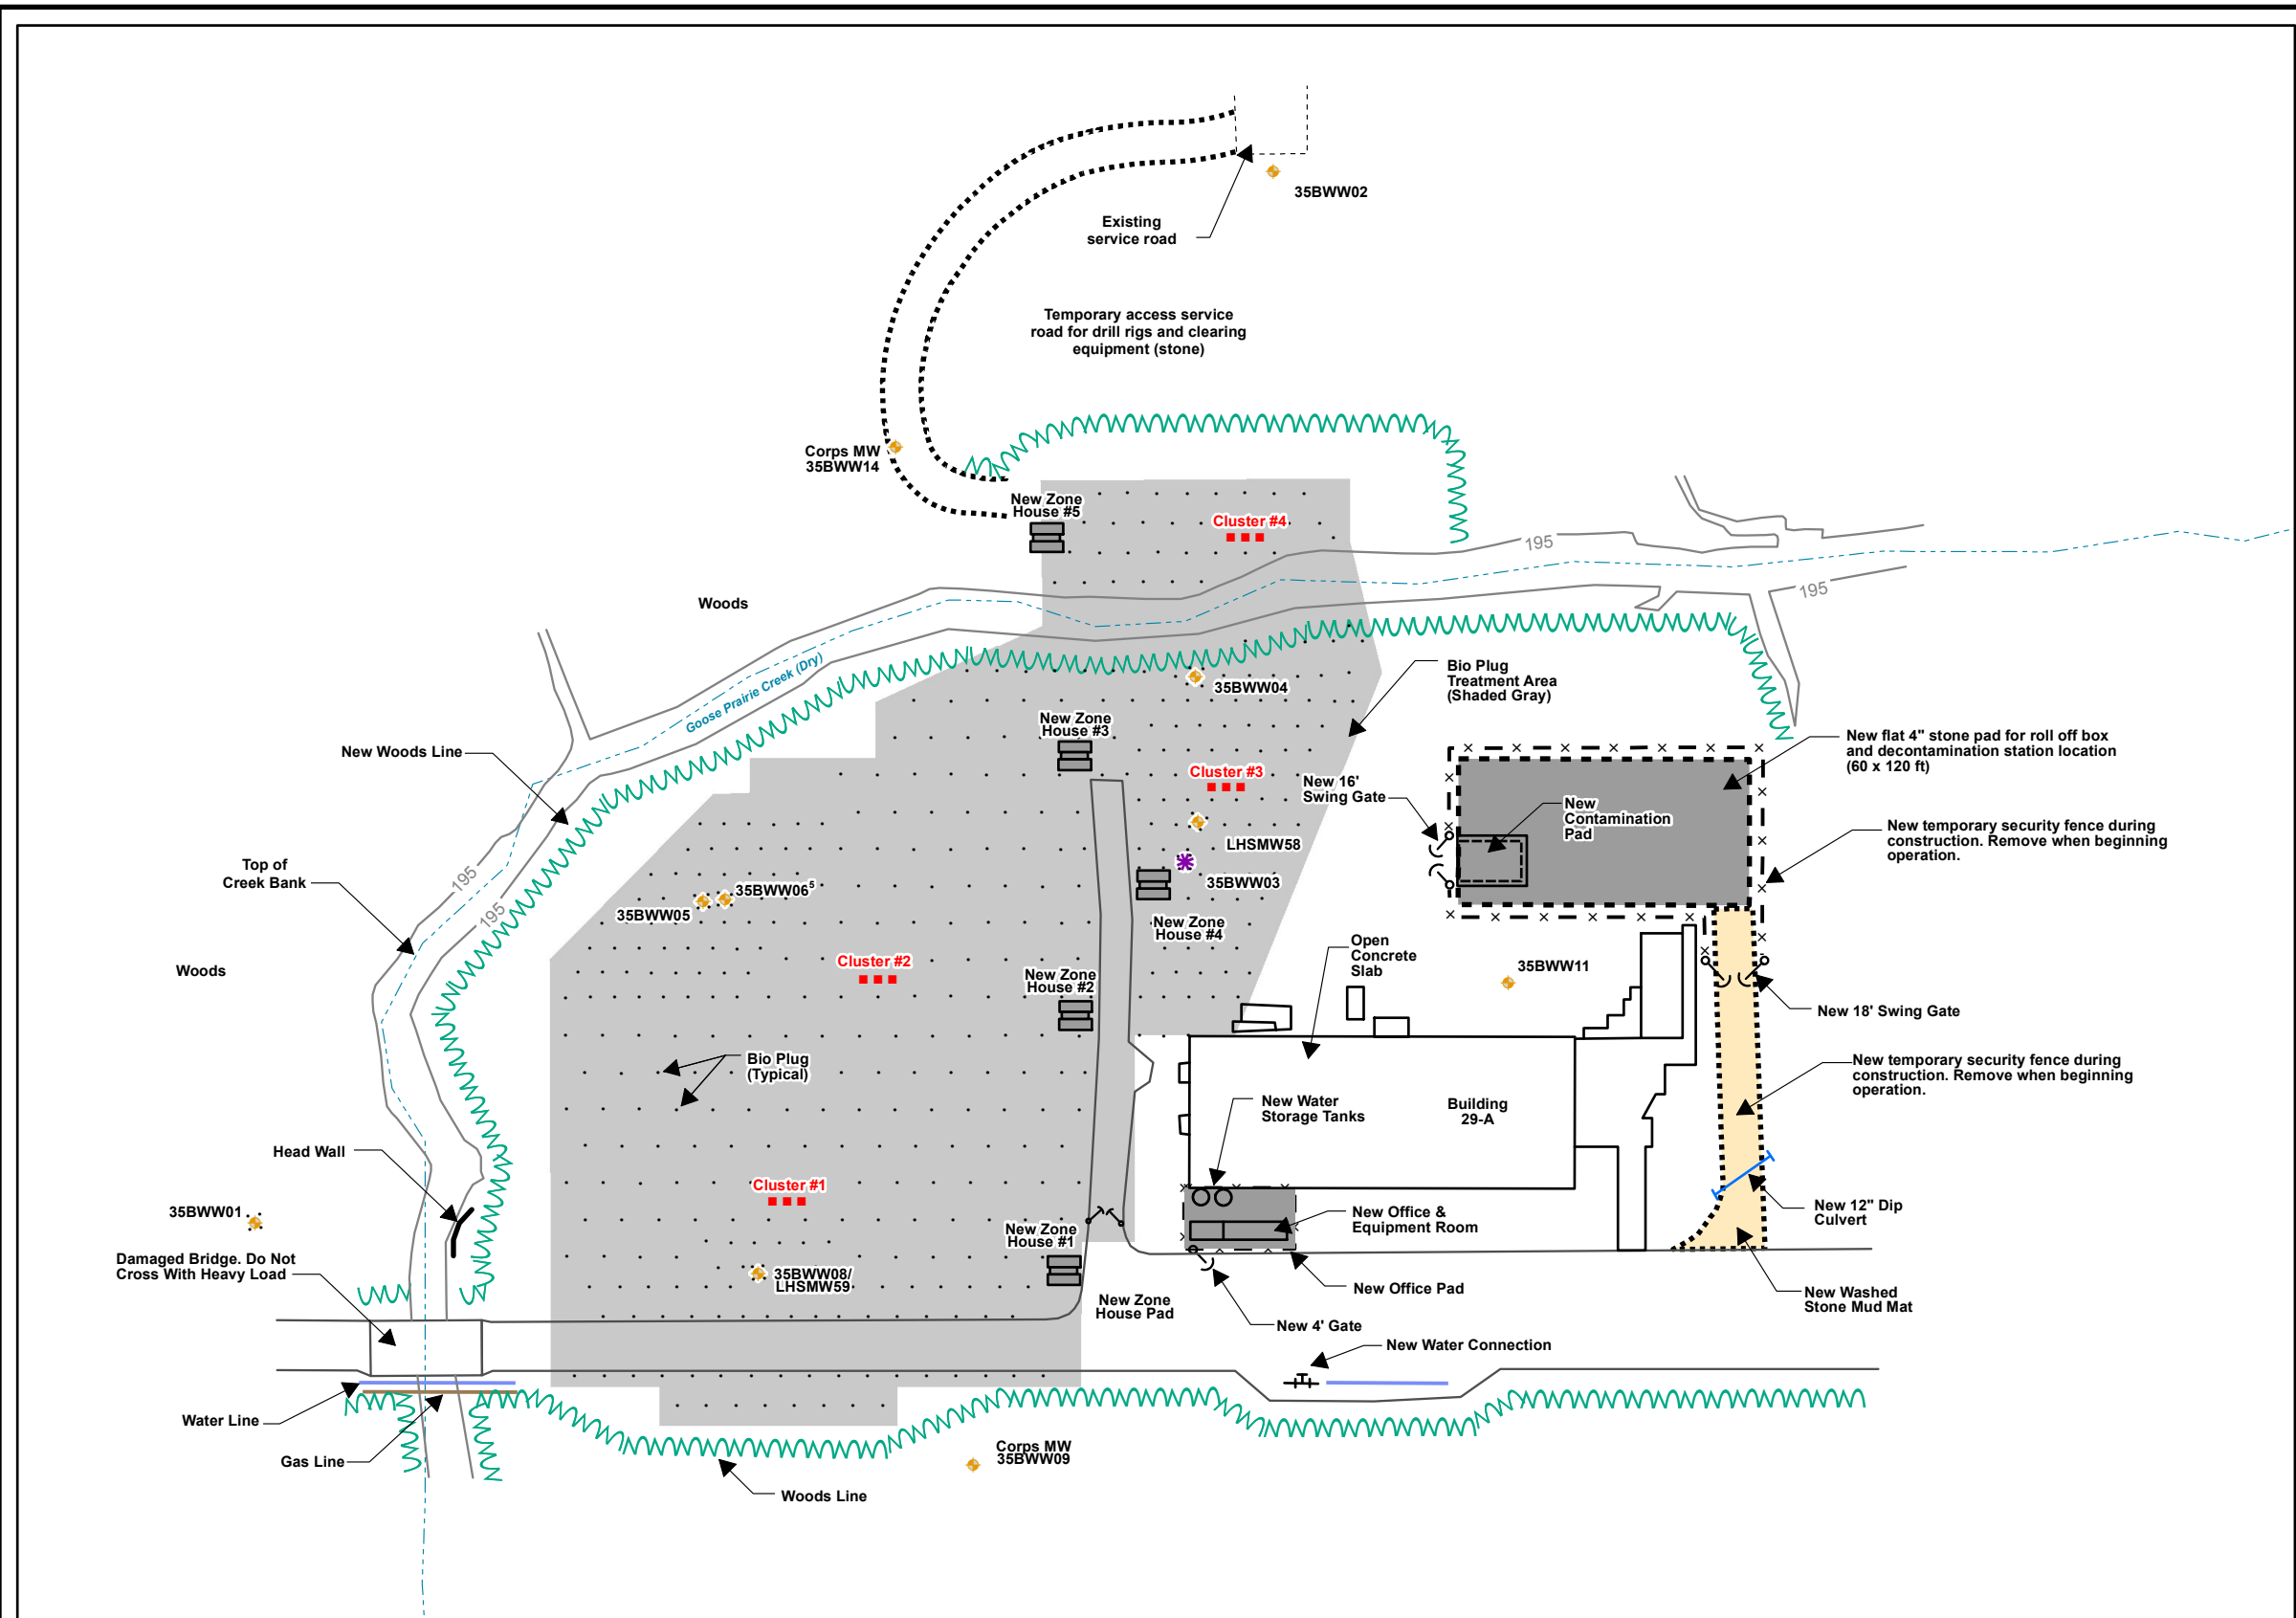 35BWW02
Existing
service road
Temporary access service
road for drill rigs and clearing
equipment (stone)
Corps MW
35BWW14
New Zone
House #5
Cluster #4
195
195
Woods
Goose Prairie Creek (Dry)
35BWW04
Bio Plug
Treatment Area
(Shaded Gray)
New Zone
House #3
New Woods Line
New flat 4" stone pad for roll off box
and decontamination station location
(60 x 120 ft)
Cluster #3
New 16'
Swing Gate
New
Contamination
Pad
New temporary security fence during
construction. Remove when beginning
operation.
LHSMW58
Top of
Creek Bank
195
195
35BWW03
35BWW06⁵
35BWW05
New Zone
House #4
Open
Concrete
Slab
Woods
Cluster #2
New Zone
House #2
35BWW11
New 18' Swing Gate
Bio Plug
(Typical)
New temporary security fence during
construction. Remove when beginning
operation.
New Water
Storage Tanks
Building
29-A
Head Wall
Cluster #1
35BWW01
New Office &
Equipment Room
New 12" Dip
Culvert
New Zone
House #1
Damaged Bridge. Do Not
Cross With Heavy Load
35BWW08/
LHSMW59
New Office Pad
New Zone
House Pad
New Washed
Stone Mud Mat
New 4' Gate
New Water Connection
Water Line
Gas Line
Corps MW
35BWW09
Woods Line